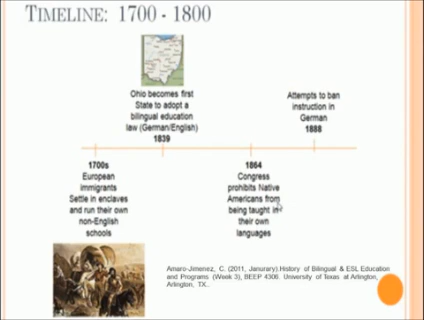 TIMELINE: 1700 - 1800
Ohio becomes first
State to adopt a
bilingual education
law (German/English)
1839
Attempts to ban
instruction in
German
1888
1700s
European
immigrants
Settle in enclaves
and run their own
non-English
schools
1864
Congress
prohibits Native
Americans from
being taught in
their own
languages
Amaro-Jimenez, C. (2011, Janurary).History of Bilingual & ESL Education
and Programs (Week 3), BEEP 4306. University of Texas at Arlington,
Arlington, TX..